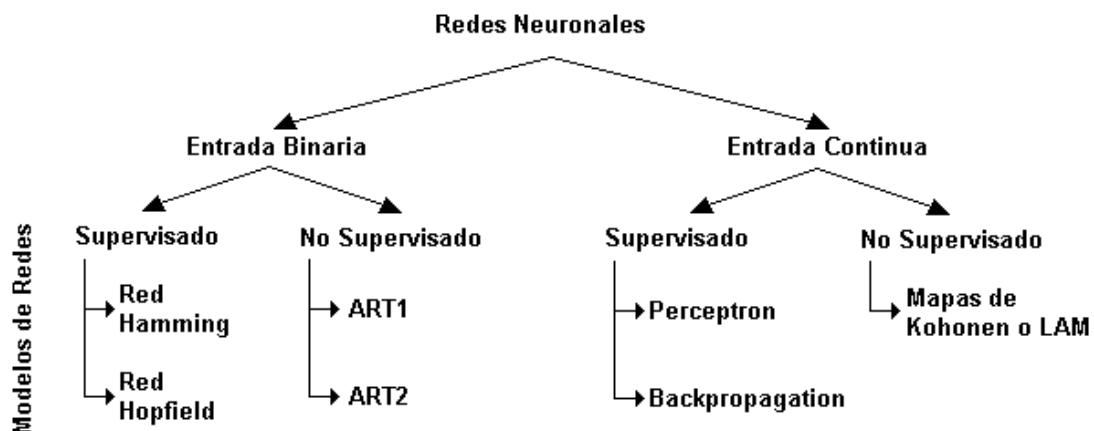 Redes Neuronales
Entrada Binaria
Entrada Continua
Supervisado
No Supervisado
Supervisado
No Supervisado
Modelos de Redes
Red
Hamming
ART1
Perceptron
Mapas de
Kohonen o LAM
Red
Hopfield
ART2
Backpropagation